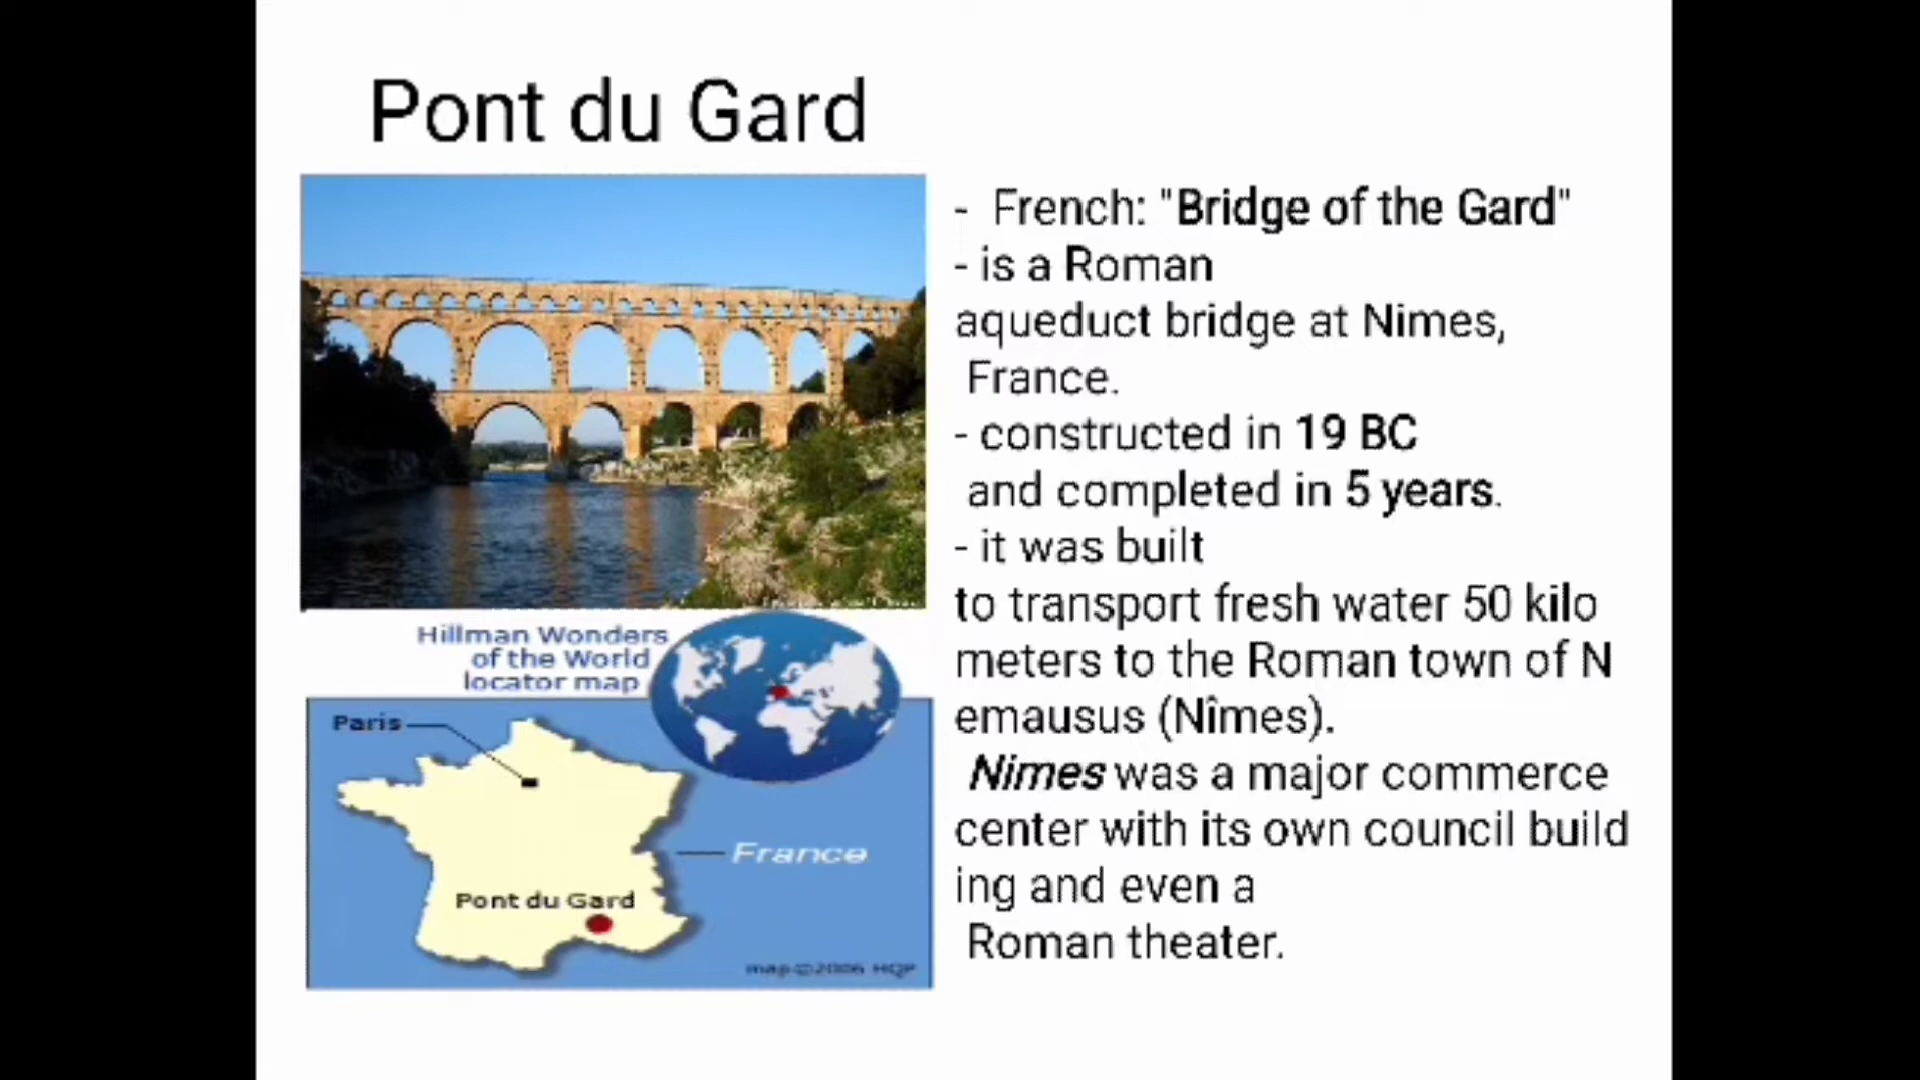 Pont du Gard
- French: "Bridge of the Gard"
- is a Roman
aqueduct bridge at Nimes,
France.
- constructed in 19 BC
and completed in 5 years.
- it was built
to transport fresh water 50 kilo
meters to the Roman town of N
emausus (Nîmes).
Nimes was a major commerce
center with its own council build
ing and even a
Roman theater.
Hillman Wonders
of the World
locator map
Paris
France
Pont du Gard
map ©2006 HQP